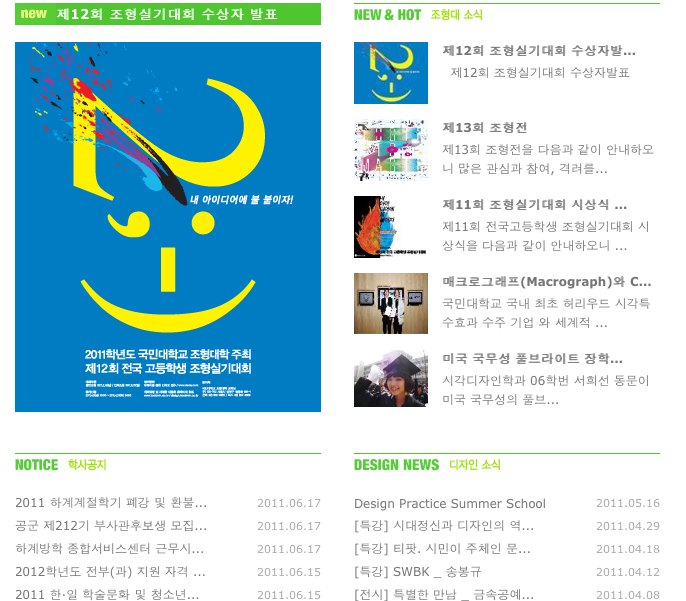 new 제12회 조형실기대회 수상자 발표
내 아이디어에 불 붙이자!
2011학년도 국민대학교 조형대학 주최
제12회 전국 고등학생 조형실기대회
NEW & HOT 조형대 소식
제12회 조형실기대회 수상자발...
제12회 조형실기대회 수상자발표
제13회 조형전
제13회 조형전을 다음과 같이 안내하오
니 많은 관심과 참여, 격려를...
제11회 조형실기대회 시상식 ...
제11회 전국고등학생 조형실기대회 시
상식을 다음과 같이 안내하오니 ...
매크로그래프(Macrograph)와 C...
국민대학교 국내 최초 허리우드 시각특
수효과 수주 기업 와 세계적 ...
미국 국무성 풀브라이트 장학...
시각디자인학과 06학번 서희선 동문이
미국 국무성의 풀브...
NOTICE 학사공지
2011 하계계절학기 폐강 및 환불... 2011.06.17
공군 제212기 부사관후보생 모집... 2011.06.17
하계방학 종합서비스센터 근무시... 2011.06.17
2012학년도 전부(과) 지원 자격 ... 2011.06.15
2011 한·일 학술문화 및 청소년... 2011.06.15
DESIGN NEWS 디자인 소식
Design Practice Summer School 2011.05.16
[특강] 시대정신과 디자인의 역... 2011.04.29
[특강] 티팟. 시민이 주체인 문... 2011.04.18
[특강] SWBK _ 송봉규 2011.04.12
[전시] 특별한 만남 _ 금속공예... 2011.04.08